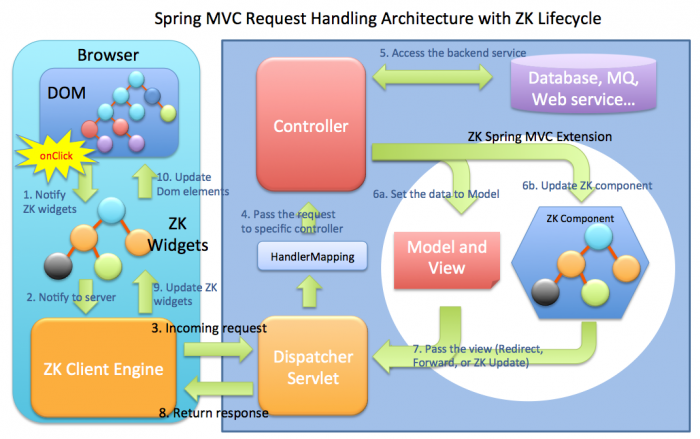 Spring MVC Request Handling Architecture with ZK Lifecycle
Browser
DOM
onClick
1. Notify
ZK widgets
10. Update
Dom elements
ZK
Widgets
2. Notify to server
9. Update ZK
widgets
ZK Client Engine
3. Incoming request
8. Return response
Controller
5. Access the backend service
Database, MQ,
Web service...
ZK Spring MVC Extension
4. Pass the request
to specific controller
HandlerMapping
Dispatcher
Servlet
6a. Set the data to Model
6b. Update ZK component
Model and
View
ZK Component
7. Pass the view (Redirect,
Forward, or ZK Update)